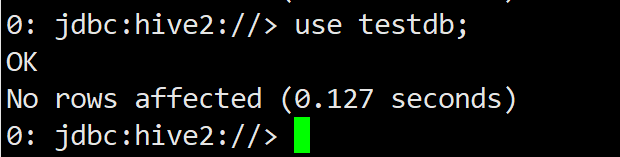 0: jdbc:hive2://> use testdb;
OK
No rows affected (0.127 seconds)
0: jdbc:hive2://>